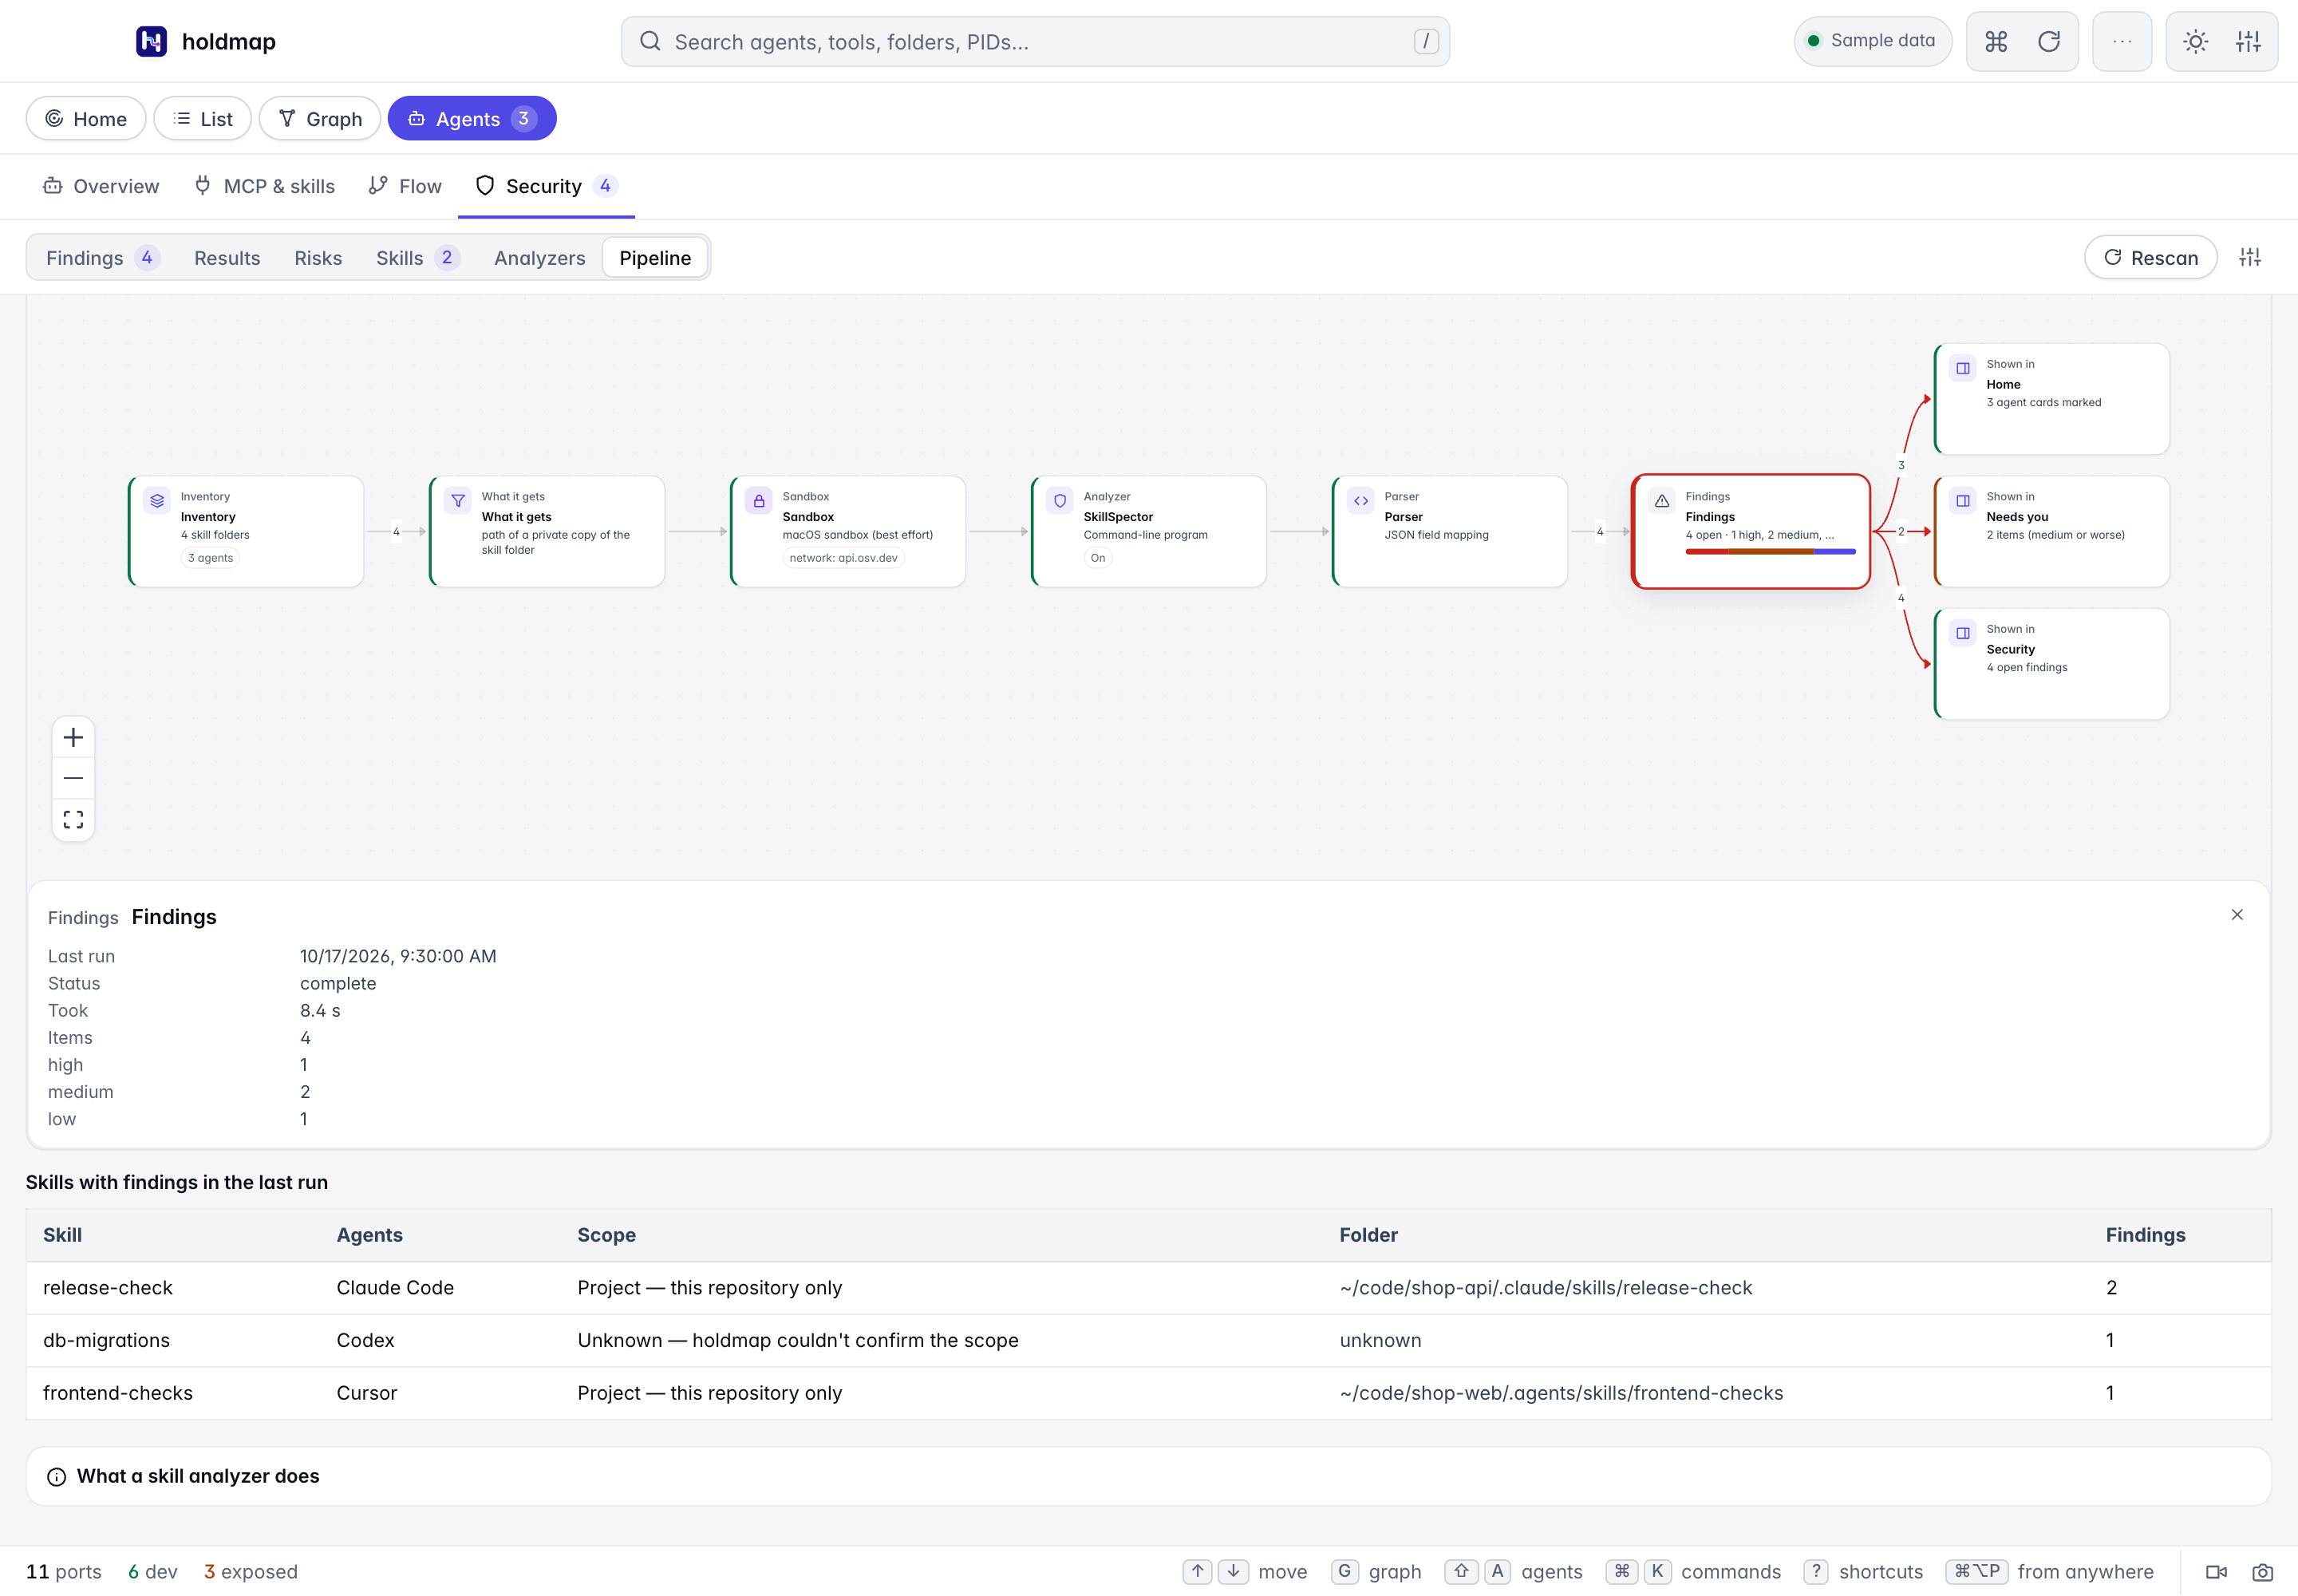 holdmap
Search agents, tools, folders, PIDs...
/
Sample data
Home
List
Graph
Agents 3
Overview
MCP & skills
Flow
Security 4
Findings 4
Results
Risks
Skills 2
Analyzers
Pipeline
Rescan
Inventory
Inventory
4 skill folders
3 agents
4
What it gets
What it gets
path of a private copy of the
skill folder
Sandbox
Sandbox
macOS sandbox (best effort)
network: api.osv.dev
Analyzer
SkillSpector
Command-line program
On
Parser
Parser
JSON field mapping
4
Findings
Findings
4 open · 1 high, 2 medium, ...
3
2
4
Shown in
Home
3 agent cards marked
Shown in
Needs you
2 items (medium or worse)
Shown in
Security
4 open findings
Findings Findings
Last run 10/17/2026, 9:30:00 AM
Status complete
Took 8.4 s
Items 4
high 1
medium 2
low 1
Skills with findings in the last run
Skill Agents Scope Folder Findings
release-check Claude Code Project — this repository only ~/code/shop-api/.claude/skills/release-check 2
db-migrations Codex Unknown — holdmap couldn't confirm the scope unknown 1
frontend-checks Cursor Project — this repository only ~/code/shop-web/.agents/skills/frontend-checks 1
What a skill analyzer does
11 ports 6 dev 3 exposed
↑ ↓ move G graph ⇧ A agents ⌘ K commands ? shortcuts ⌘⌥P from anywhere